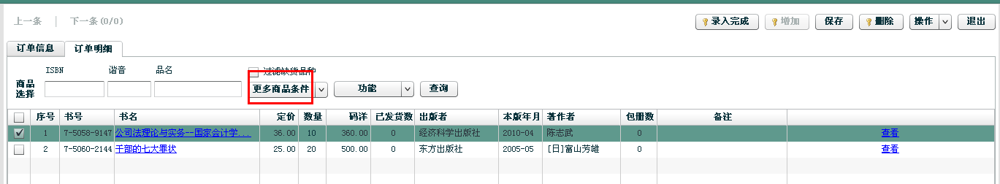 上一条 下一条(0/0) 录入完成 增加 保存 删除 操作 退出
订单信息 订单明细
ISBN 谐音 品名 过滤缺货品种
商品
选择 更多商品条件 功能 查询
序号 书号 书名 定价 数量 码洋 已发货数 出版者 本版年月 著作者 包册数 备注
1 7-5058-9147 公司法理论与实务--国家会计学... 36.00 10 360.00 0 经济科学出版社 2010-04 陈志武 0 查看
2 7-5060-2144 干部的七大罪状 25.00 20 500.00 0 东方出版社 2005-05 [日]富山芳雄 0 查看